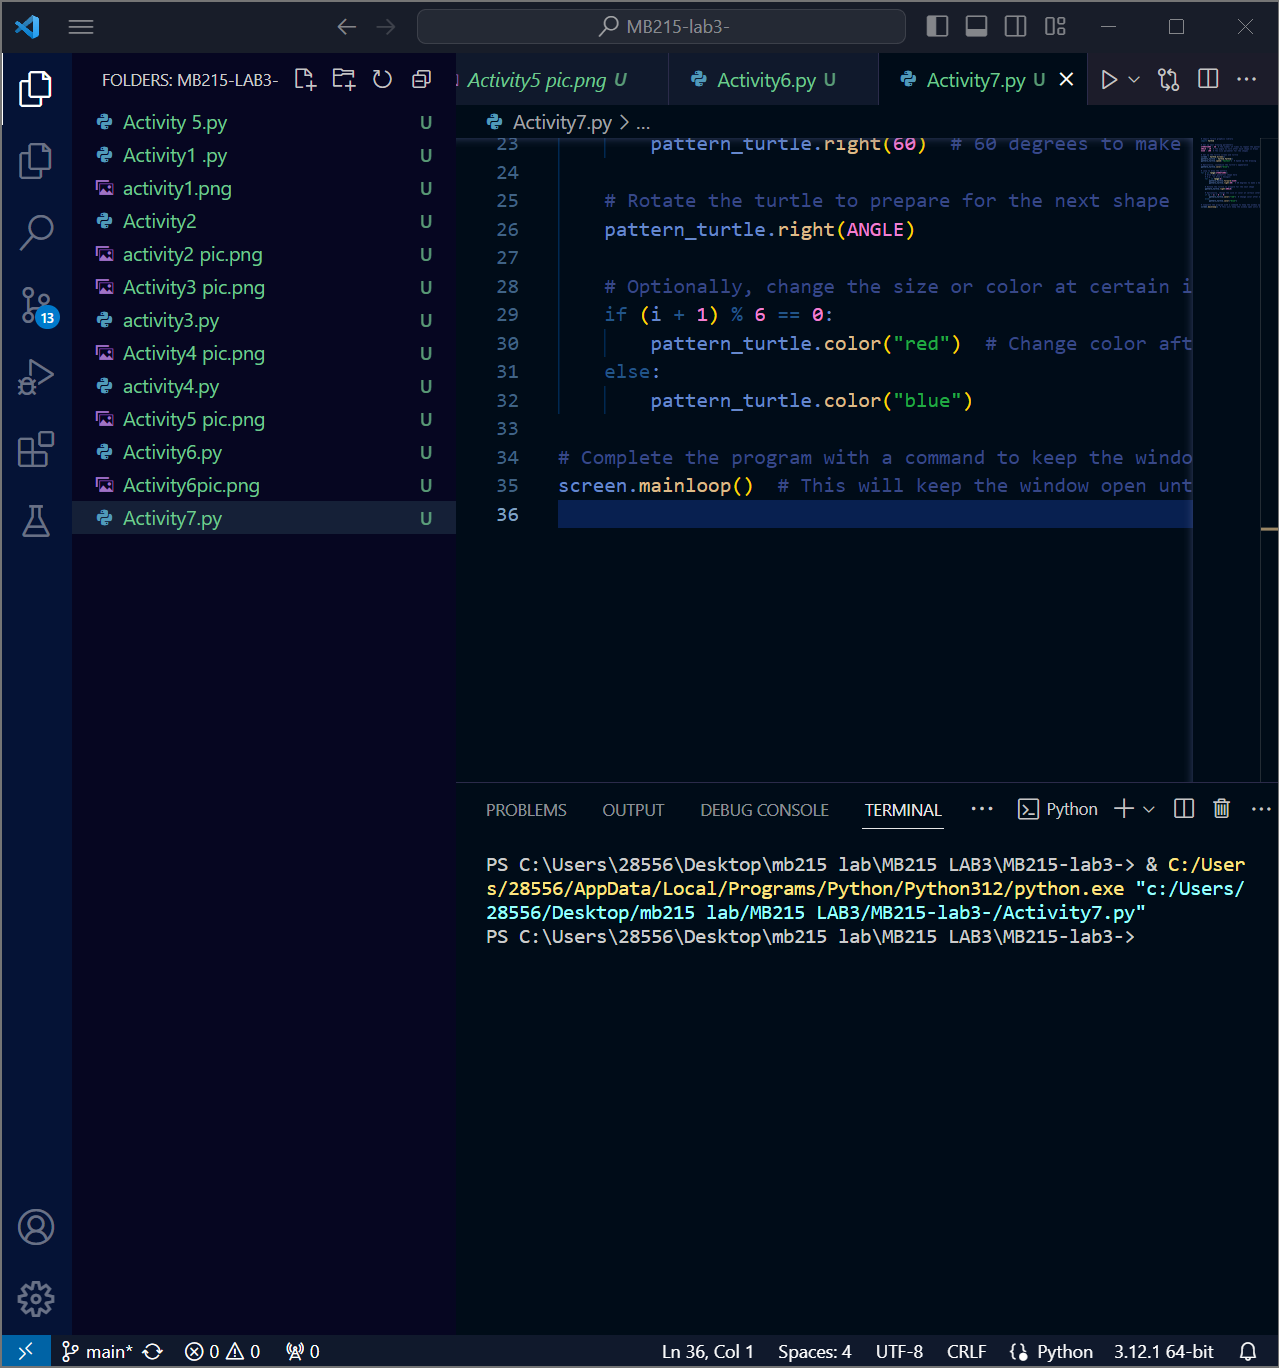 MB215-lab3-
FOLDERS: MB215-LAB3-
Activity 5.py U
Activity1 .py U
activity1.png U
Activity2 U
activity2 pic.png U
Activity3 pic.png U
activity3.py U
Activity4 pic.png U
activity4.py U
Activity5 pic.png U
Activity6.py U
Activity6pic.png U
Activity7.py U
13
Activity5 pic.png U
Activity6.py U
Activity7.py U
Activity7.py > ...
23 pattern_turtle.right(60) # 60 degrees to make
24
25 # Rotate the turtle to prepare for the next shape
26 pattern_turtle.right(ANGLE)
27
28 # Optionally, change the size or color at certain i
29 if (i + 1) % 6 == 0:
30 pattern_turtle.color("red") # Change color aft
31 else:
32 pattern_turtle.color("blue")
33
34 # Complete the program with a command to keep the windo
35 screen.mainloop() # This will keep the window open unt
36
PROBLEMS OUTPUT DEBUG CONSOLE TERMINAL ... Python
PS C:\Users\28556\Desktop\mb215 lab\MB215 LAB3\MB215-lab3-> & C:/User
s/28556/AppData/Local/Programs/Python/Python312/python.exe "c:/Users/
28556/Desktop/mb215 lab/MB215 LAB3/MB215-lab3-/Activity7.py"
PS C:\Users\28556\Desktop\mb215 lab\MB215 LAB3\MB215-lab3->
main* 0 0 0 Ln 36, Col 1 Spaces: 4 UTF-8 CRLF Python 3.12.1 64-bit